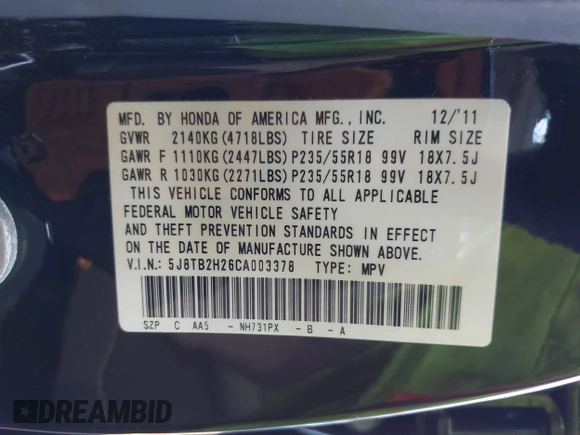 MFD. BY HONDA OF AMERICA MFG., INC. 12/'11
GVWR 2140KG(4718LBS) TIRE SIZE RIM SIZE
GAWR F 1110KG(2447LBS) P235/55R18 99V 18X7.5J
GAWR R 1030KG(2271LBS) P235/55R18 99V 18X7.5J
THIS VEHICLE CONFORMS TO ALL APPLICABLE
FEDERAL MOTOR VEHICLE SAFETY
AND THEFT PREVENTION STANDARDS IN EFFECT
ON THE DATE OF MANUFACTURE SHOWN ABOVE.
V.I.N.: 5J8TB2H26CA003378 TYPE: MPV
SZP C AA5 - NH731PX - B - A
DREAMBID